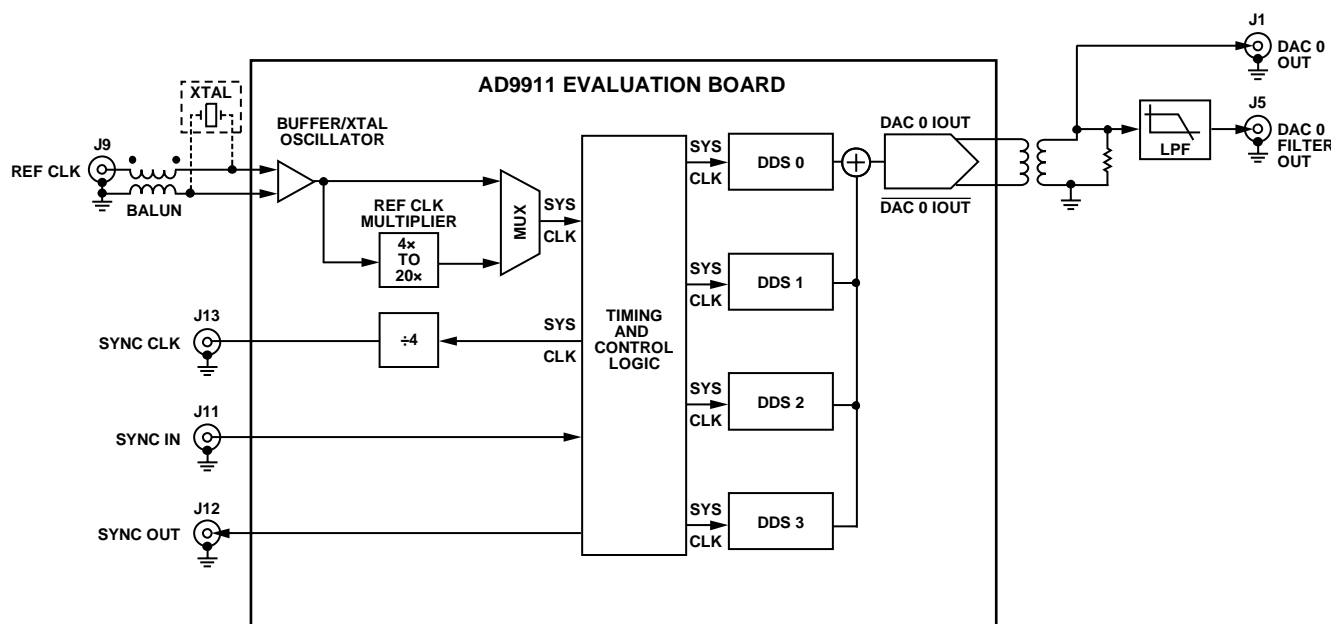 AD9911 EVALUATION BOARD
J9
REF CLK
BALUN
XTAL
BUFFER/XTAL
OSCILLATOR
REF CLK
MULTIPLIER
4×
TO
20×
MUX
SYS
CLK
J13
SYNC CLK
÷4
SYS
CLK
J11
SYNC IN
J12
SYNC OUT
TIMING
AND
CONTROL
LOGIC
SYS
CLK
DDS 0
SYS
CLK
DDS 1
SYS
CLK
DDS 2
SYS
CLK
DDS 3
DAC 0 IOUT
DAC 0 IOUT
J1
DAC 0
OUT
LPF
J5
DAC 0
FILTER
OUT